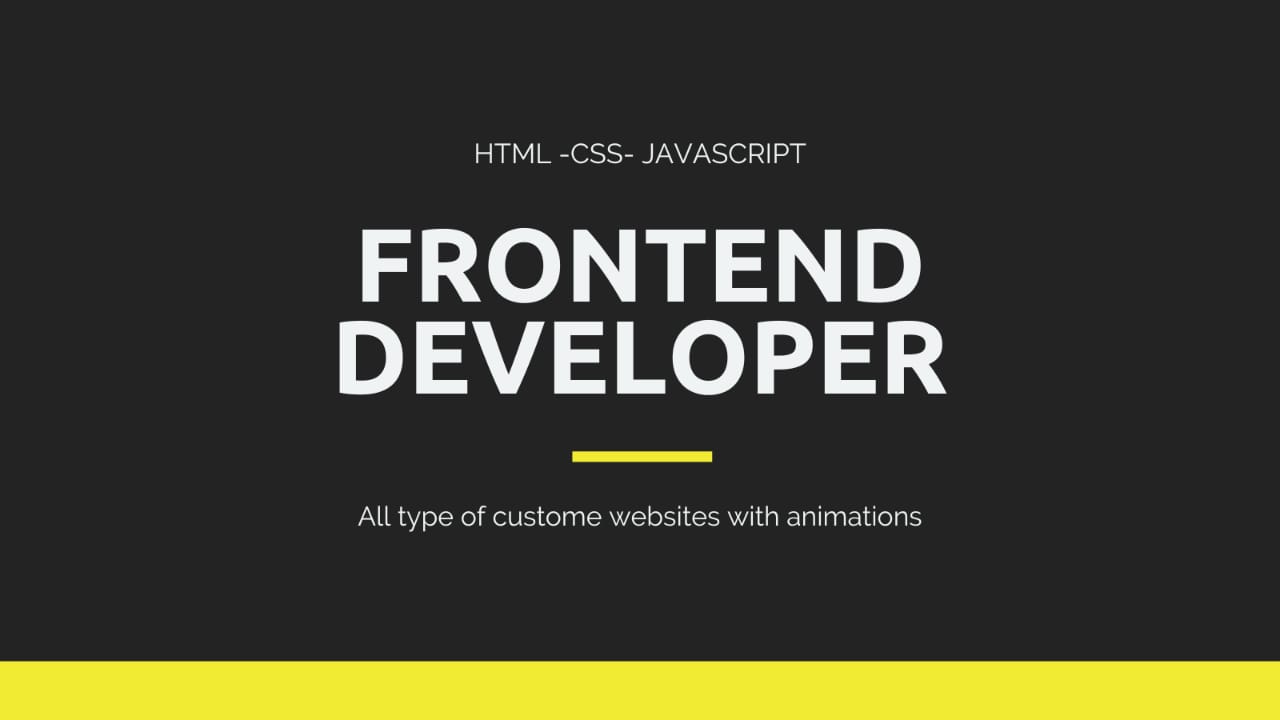 HTML -CSS- JAVASCRIPT
FRONTEND
DEVELOPER
All type of custome websites with animations